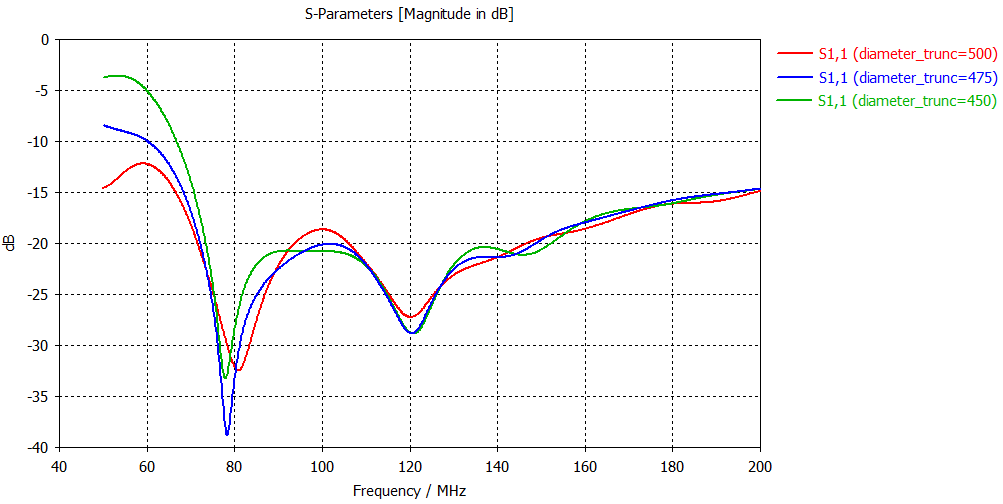 S-Parameters [Magnitude in dB]
S1,1 (diameter_trunc=500)
S1,1 (diameter_trunc=475)
S1,1 (diameter_trunc=450)
0
-5
-10
-15
-20
-25
-30
-35
-40
dB
40 60 80 100 120 140 160 180 200
Frequency / MHz